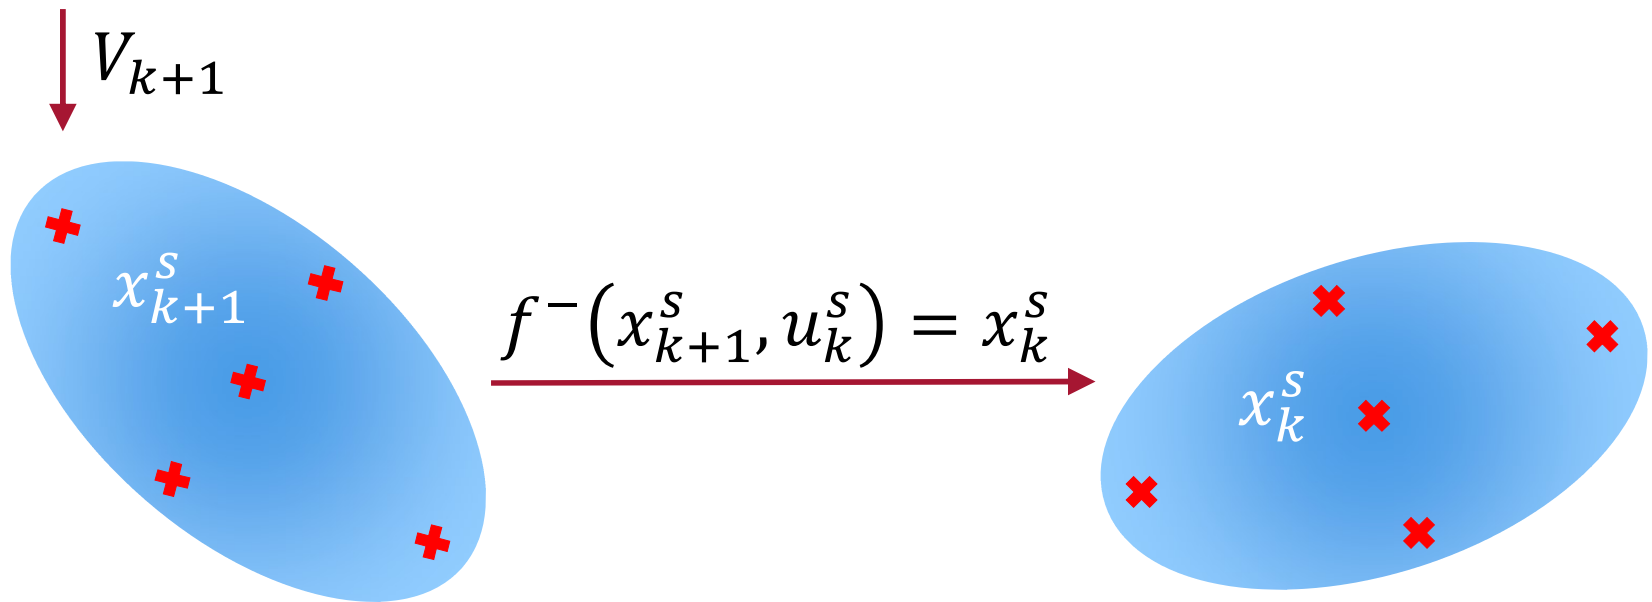 V_{k+1}
x^s_{k+1}
f^-(x^s_{k+1}, u^s_k) = x^s_k
x^s_k